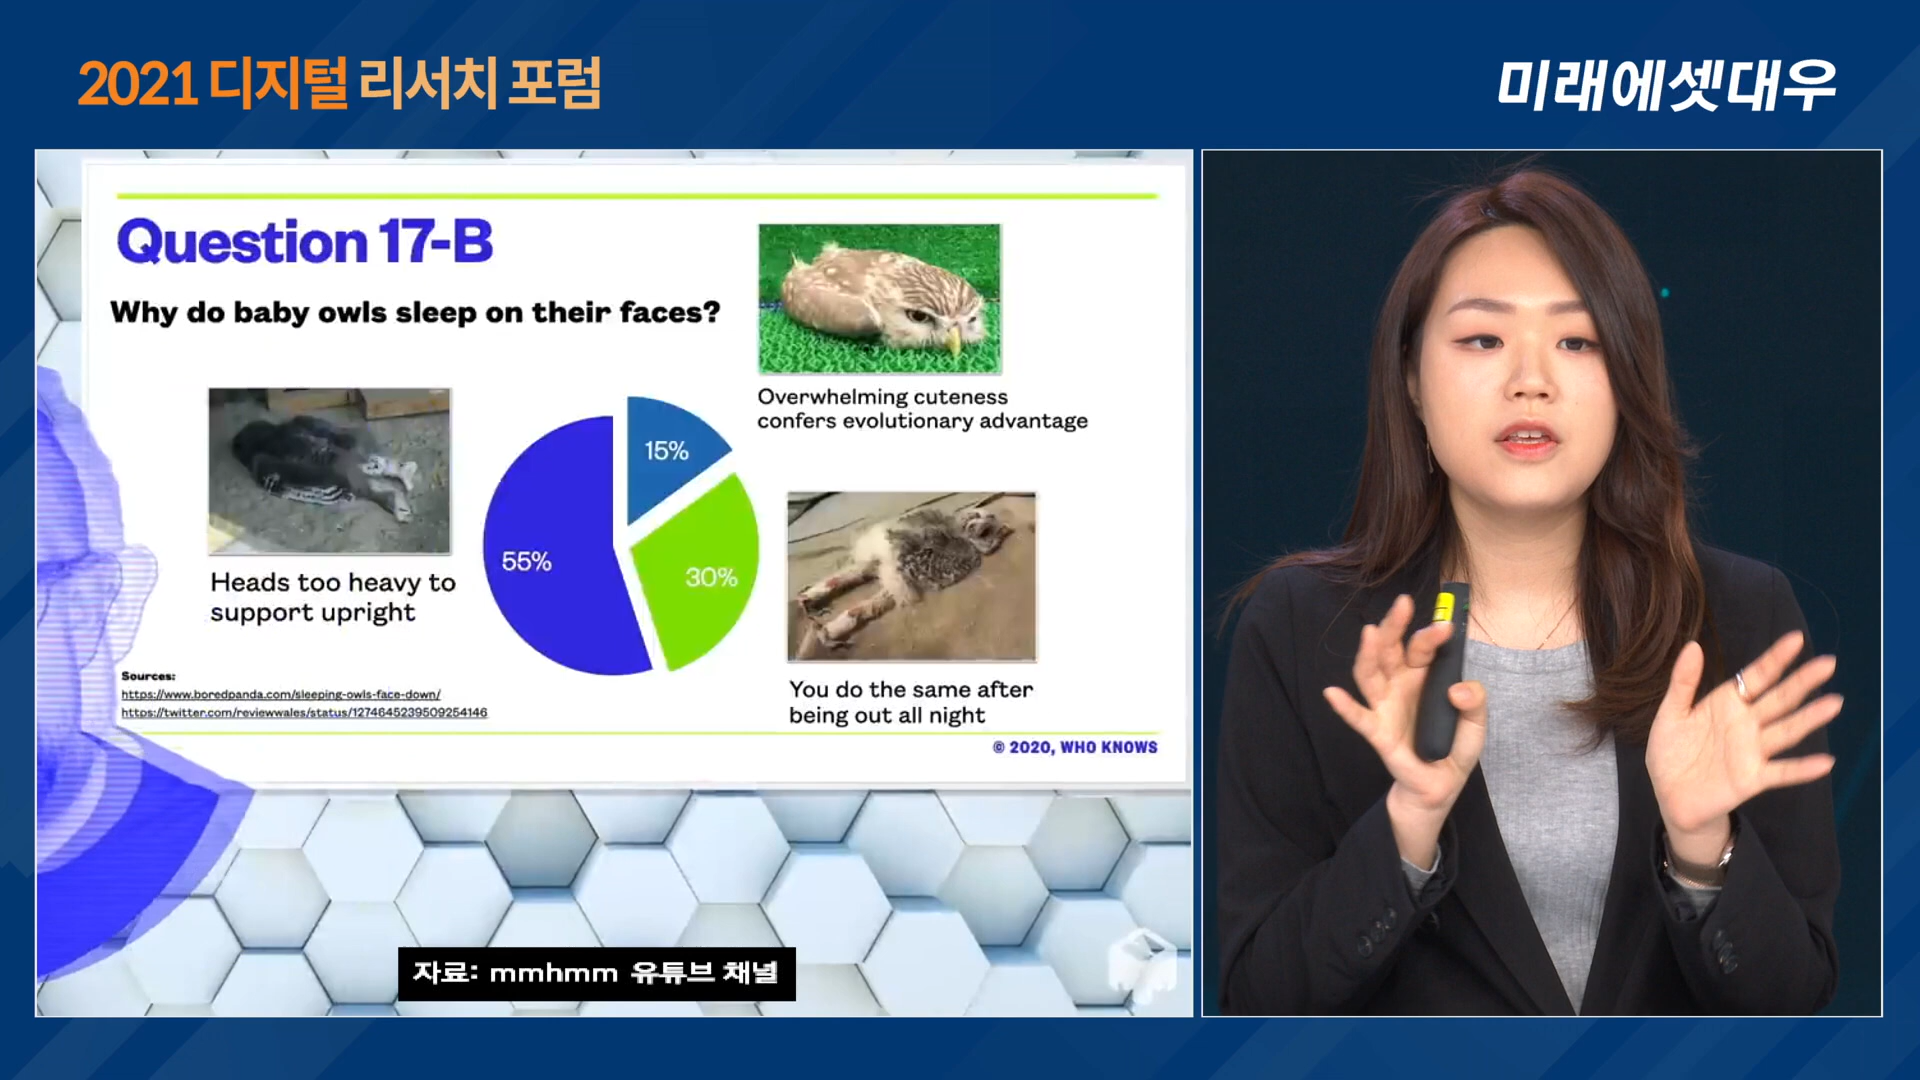 2021 디지털 리서치 포럼
미래에셋대우
Question 17-B
Why do baby owls sleep on their faces?
Overwhelming cuteness
confers evolutionary advantage
15%
55%
30%
Heads too heavy to
support upright
You do the same after
being out all night
Sources:
https://www.boredpanda.com/sleeping-owls-face-down/
https://twitter.com/reviewwales/status/1274645239509254146
© 2020, WHO KNOWS
자료: mmhmm 유튜브 채널